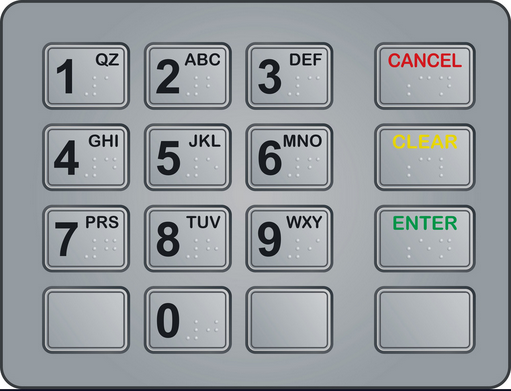 1 QZ 2 ABC 3 DEF CANCEL
4 GHI 5 JKL 6 MNO CLEAR
7 PRS 8 TUV 9 WXY ENTER
0